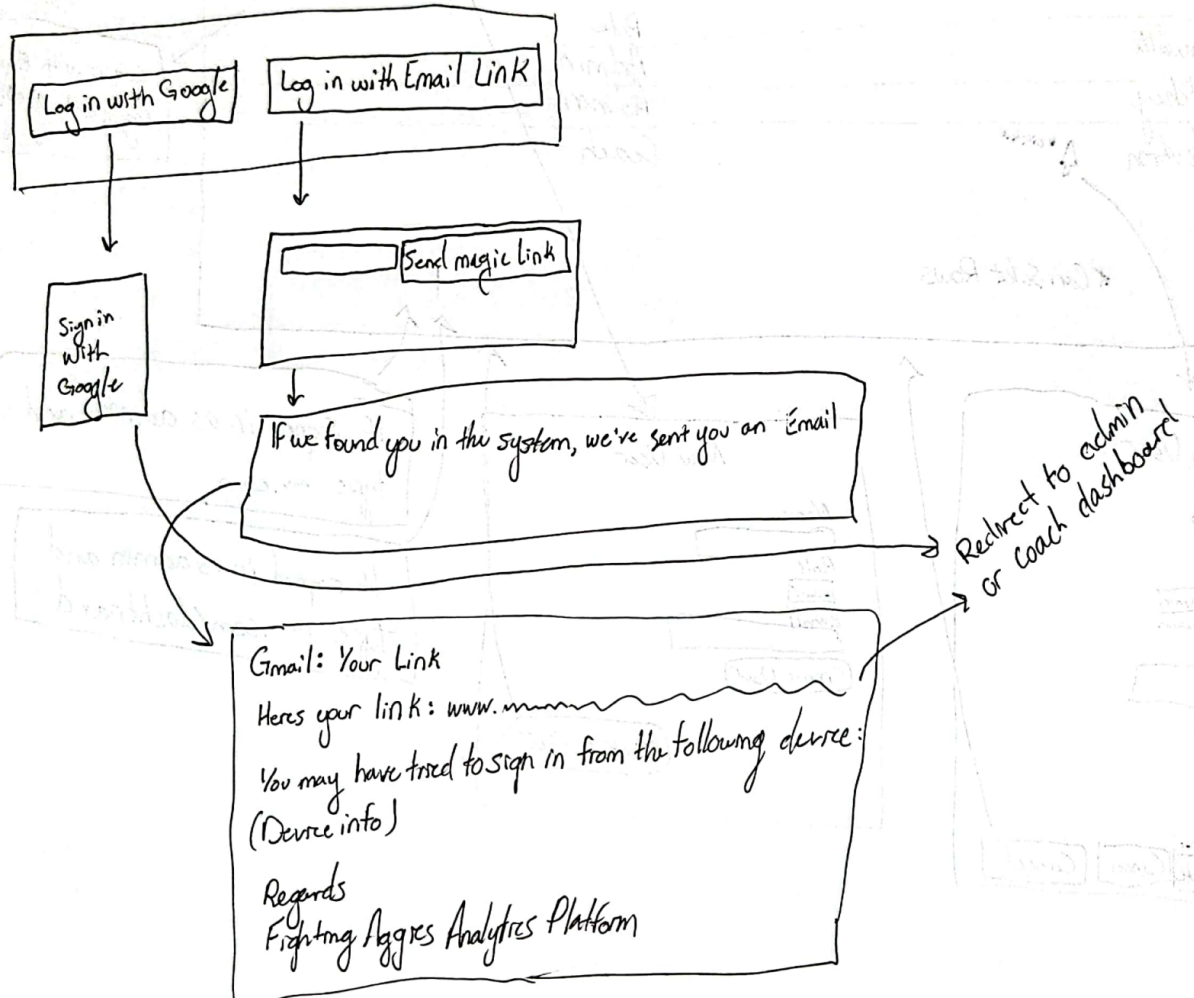 Log in with Google
Log in with Email Link
Send magic Link
Sign in
with
Google
If we found you in the system, we've sent you an Email
Redirect to admin
or coach dashboard
Gmail: Your Link
Heres your link: www.
You may have tried to sign in from the following device:
(Device info)
Regards
Fighting Aggies Analytics Platform